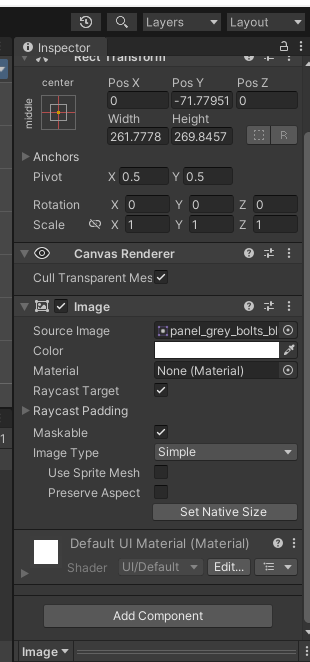 Layers
Layout
Inspector
Rect Transform
center
middle
Pos X Pos Y Pos Z
0 -71.77951 0
Width Height
261.7778 269.8457
R
Anchors
Pivot X 0.5 Y 0.5
Rotation X 0 Y 0 Z 0
Scale X 1 Y 1 Z 1
Canvas Renderer
Cull Transparent Mes
Image
Source Image panel_grey_bolts_bl
Color
Material None (Material)
Raycast Target
Raycast Padding
1
Maskable
Image Type Simple
Use Sprite Mesh
Preserve Aspect
Set Native Size
Default UI Material (Material)
Shader UI/Default Edit...
Add Component
Image